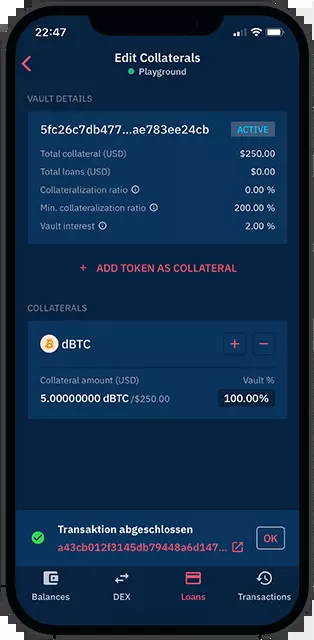 22:47
Edit Collaterals
Playground
VAULT DETAILS
5fc26c7db477...ae783ee24cb ACTIVE
Total collateral (USD) $250.00
Total loans (USD) $0.00
Collateralization ratio 0.00 %
Min. collateralization ratio 200.00 %
Vault interest 2.00 %
+ ADD TOKEN AS COLLATERAL
COLLATERALS
dBTC + −
Collateral amount (USD) Vault %
5.00000000 dBTC /$250.00 100.00%
Transaktion abgeschlossen
a43cb012f3145db79448a6d147... OK
Balances DEX Loans Transactions